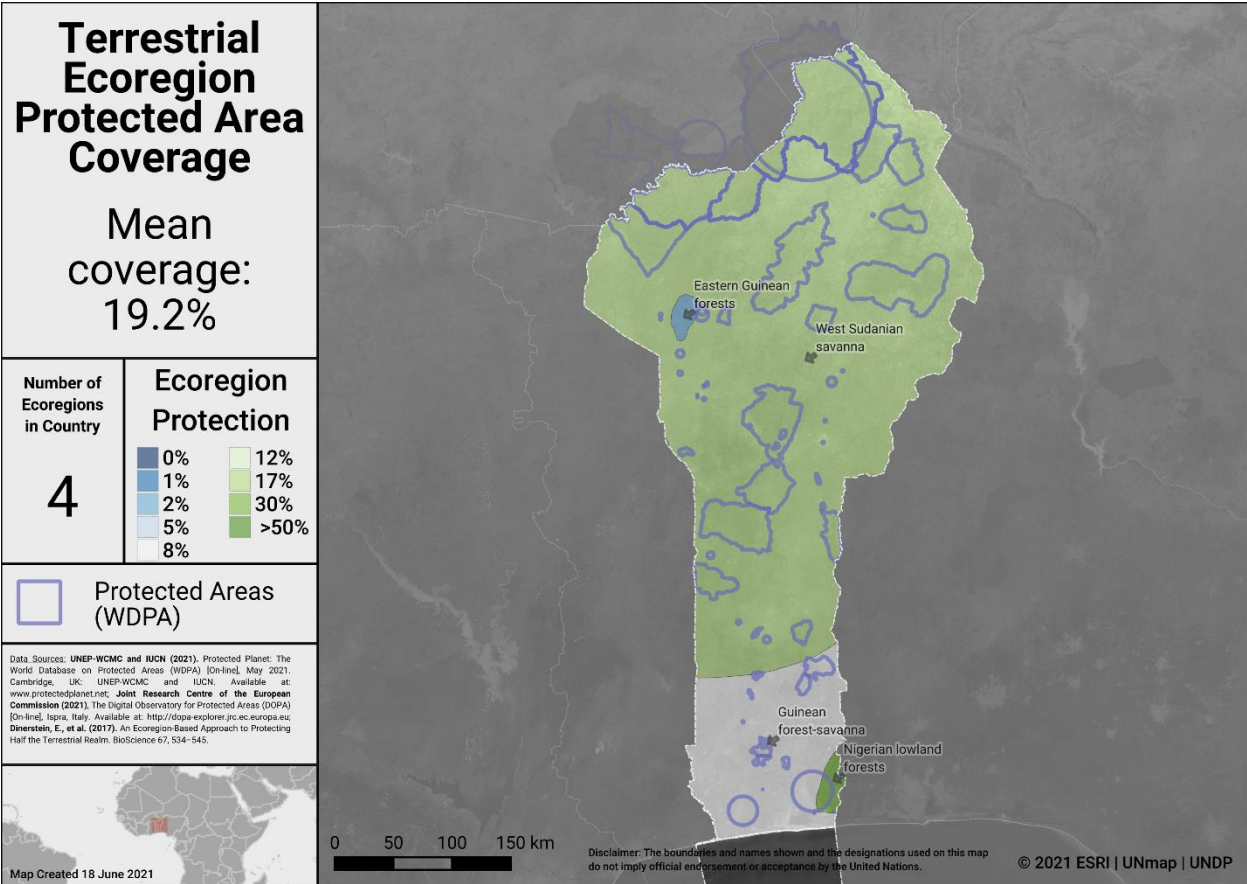 Terrestrial
Ecoregion
Protected Area
Coverage
Mean
coverage:
19.2%
Number of
Ecoregions
in Country
4
Ecoregion
Protection
0%
1%
2%
5%
8%
12%
17%
30%
>50%
Protected Areas
(WDPA)
Data Sources: UNEP-WCMC and IUCN (2021). Protected Planet: The
World Database on Protected Areas (WDPA) [On-line], May 2021.
Cambridge, UK: UNEP-WCMC and IUCN. Available at:
www.protectedplanet.net; Joint Research Centre of the European
Commission (2021), The Digital Observatory for Protected Areas (DOPA)
[On-line], Ispra, Italy. Available at: http://dopa-explorer.jrc.ec.europa.eu;
Dinerstein, E., et al. (2017). An Ecoregion-Based Approach to Protecting
Half the Terrestrial Realm. BioScience 67, 534–545.
Map Created 18 June 2021
Eastern Guinean
forests
West Sudanian
savanna
Guinean
forest-savanna
Nigerian lowland
forests
0 50 100 150 km
Disclaimer: The boundaries and names shown and the designations used on this map
do not imply official endorsement or acceptance by the United Nations.
© 2021 ESRI | UNmap | UNDP